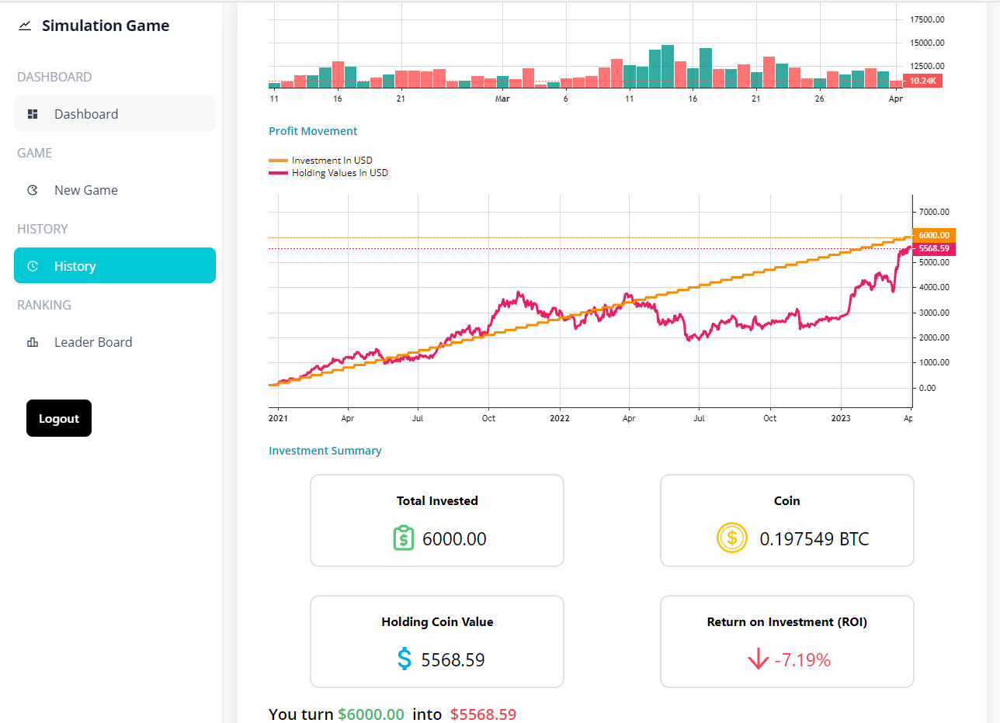 Simulation Game
DASHBOARD
Dashboard
GAME
New Game
HISTORY
History
RANKING
Leader Board
Logout
17500.00
15000.00
12500.00
10.24K
11 16 21 Mar 6 11 16 21 26 Apr
Profit Movement
Investment In USD
Holding Values In USD
7000.00
6000.00
5568.59
5000.00
4000.00
3000.00
2000.00
1000.00
0.00
2021 Apr Jul Oct 2022 Apr Jul Oct 2023 Ap
Investment Summary
Total Invested
6000.00
Coin
0.197549 BTC
Holding Coin Value
$ 5568.59
Return on Investment (ROI)
-7.19%
You turn $6000.00 into $5568.59